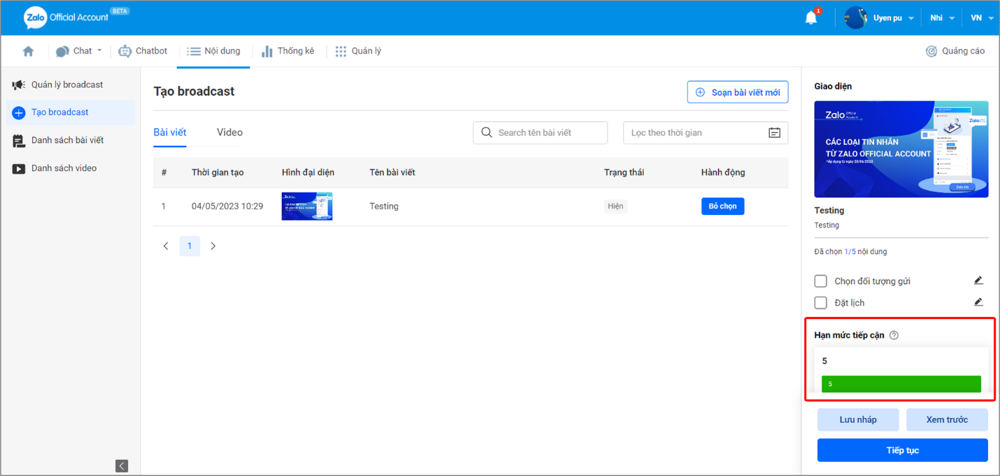 Zalo Official Account BETA
1
Uyen pu
Nhi
VN
Chat
Chatbot
Nội dung
Thống kê
Quản lý
Quảng cáo
Quản lý broadcast
Tạo broadcast
Danh sách bài viết
Danh sách video
Tạo broadcast
Soạn bài viết mới
Bài viết
Video
Search tên bài viết
Lọc theo thời gian
# Thời gian tạo Hình đại diện Tên bài viết Trạng thái Hành động
1 04/05/2023 10:29 Testing Hiện Bỏ chọn
1
Giao diện
Zalo Official Account
CÁC LOẠI TIN NHẮN
TỪ ZALO OFFICIAL ACCOUNT
*Áp dụng từ ngày 20/06/2023
Testing
Testing
Đã chọn 1/5 nội dung
Chọn đối tượng gửi
Đặt lịch
Hạn mức tiếp cận
5
5
Lưu nháp
Xem trước
Tiếp tục